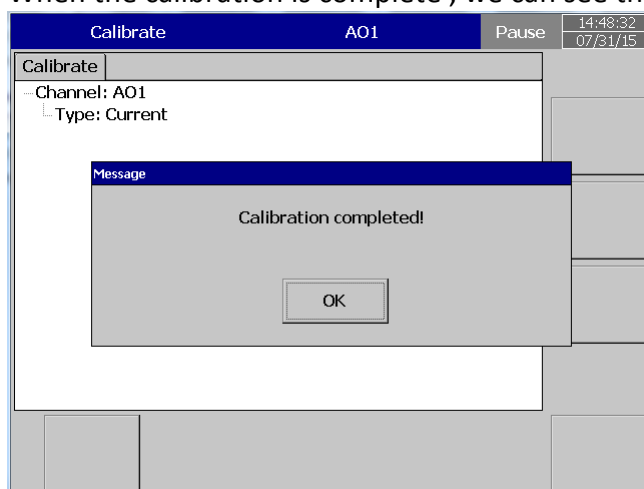 When the calibration is complete , we can see th
Calibrate AO1 Pause 14:48:32
07/31/15
Calibrate
Channel: AO1
Type: Current
Message
Calibration completed!
OK